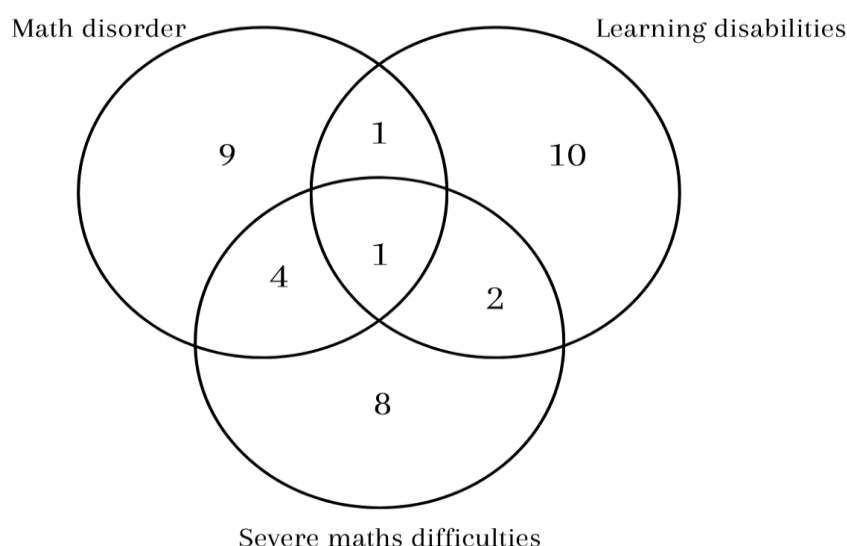 Math disorder
Learning disabilities
1
9
10
1
4
2
8
Severe maths difficulties